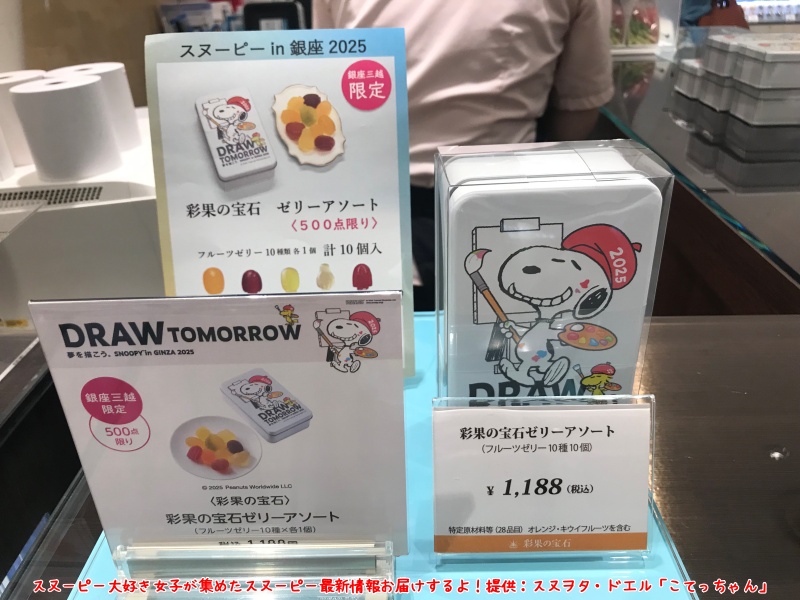 スヌーピー in 銀座 2025
銀座三越
限定
DRAW
TOMORROW
彩果の宝石 ゼリーアソート
〈500点限り〉
フルーツゼリー10種類 各1個 計10個入
DRAW TOMORROW
夢を描こう。SNOOPY in GINZA 2025
銀座三越
限定
500点
限り
DRAW
TOMORROW
© 2025 Peanuts Worldwide LLC
〈彩果の宝石〉
彩果の宝石ゼリーアソート
(フルーツゼリー10種×各1個)
2025
DRAW
彩果の宝石ゼリーアソート
(フルーツゼリー10種10個)
¥ 1,188(税込)
特定原材料等(28品目) オレンジ・キウイフルーツを含む
彩果の宝石
スヌーピー大好き女子が集めたスヌーピー最新情報お届けするよ！提供：スヌヲタ・ドエル「こてっちゃん」